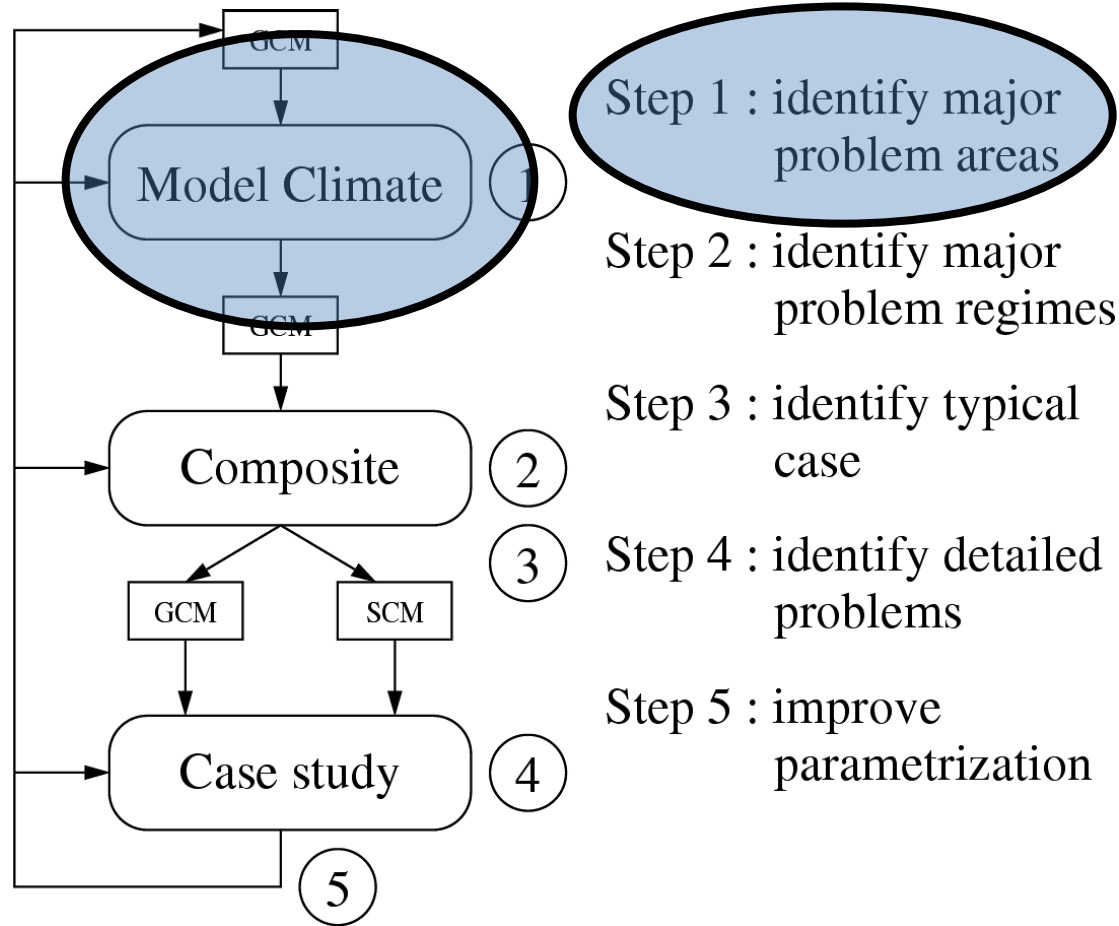 GCM
Model Climate
1
GCM
Composite
2
3
GCM
SCM
Case study
4
5
Step 1 : identify major
problem areas
Step 2 : identify major
problem regimes
Step 3 : identify typical
case
Step 4 : identify detailed
problems
Step 5 : improve
parametrization